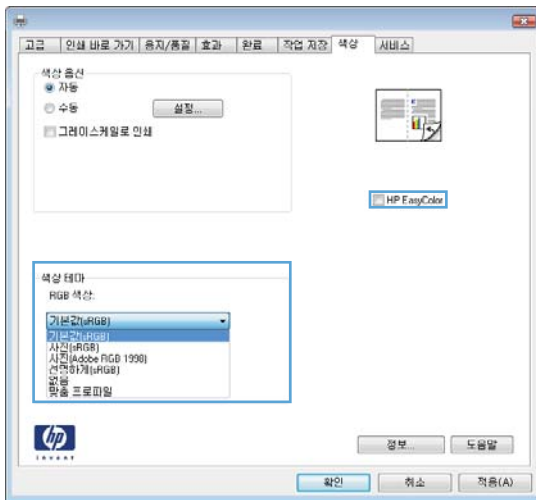 고급 인쇄 바로 가기 용지/품질 효과 완료 작업 저장 색상 서비스
색상 옵션
자동
수동 설정...
그레이스케일로 인쇄
HP EasyColor
색상 테마
RGB 색상:
기본값(sRGB)
기본값(sRGB)
사진(sRGB)
사진(Adobe RGB 1998)
선명하게(sRGB)
없음
맞춤 프로파일
hp
invent
정보... 도움말
확인 취소 적용(A)